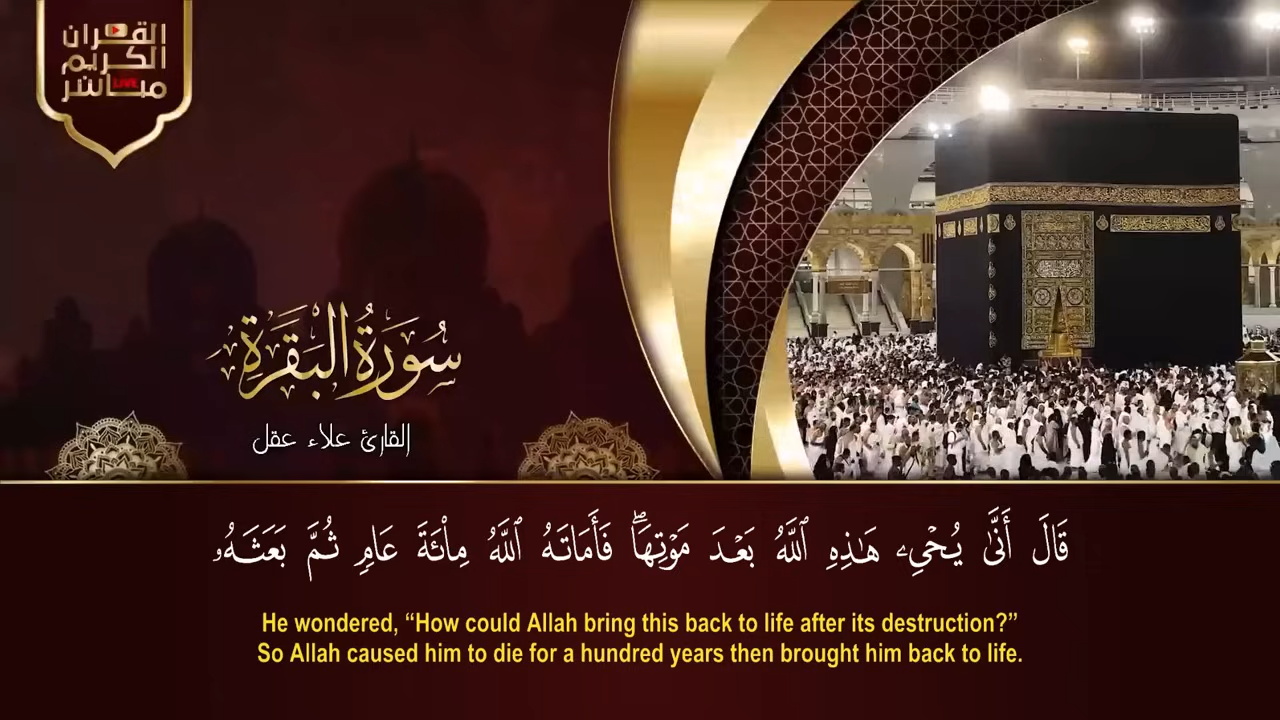 القرآن
الكريم
LIVE
مباشر
سُورَةُ البَقَرَةِ
القارئ علاء عقل
قَالَ أَنَّىٰ يُحْيِۦ هَٰذِهِ ٱللَّهُ بَعْدَ مَوْتِهَاۖ فَأَمَاتَهُ ٱللَّهُ مِا۟ئَةَ عَامٍ ثُمَّ بَعَثَهُۥ
He wondered, “How could Allah bring this back to life after its destruction?”
So Allah caused him to die for a hundred years then brought him back to life.